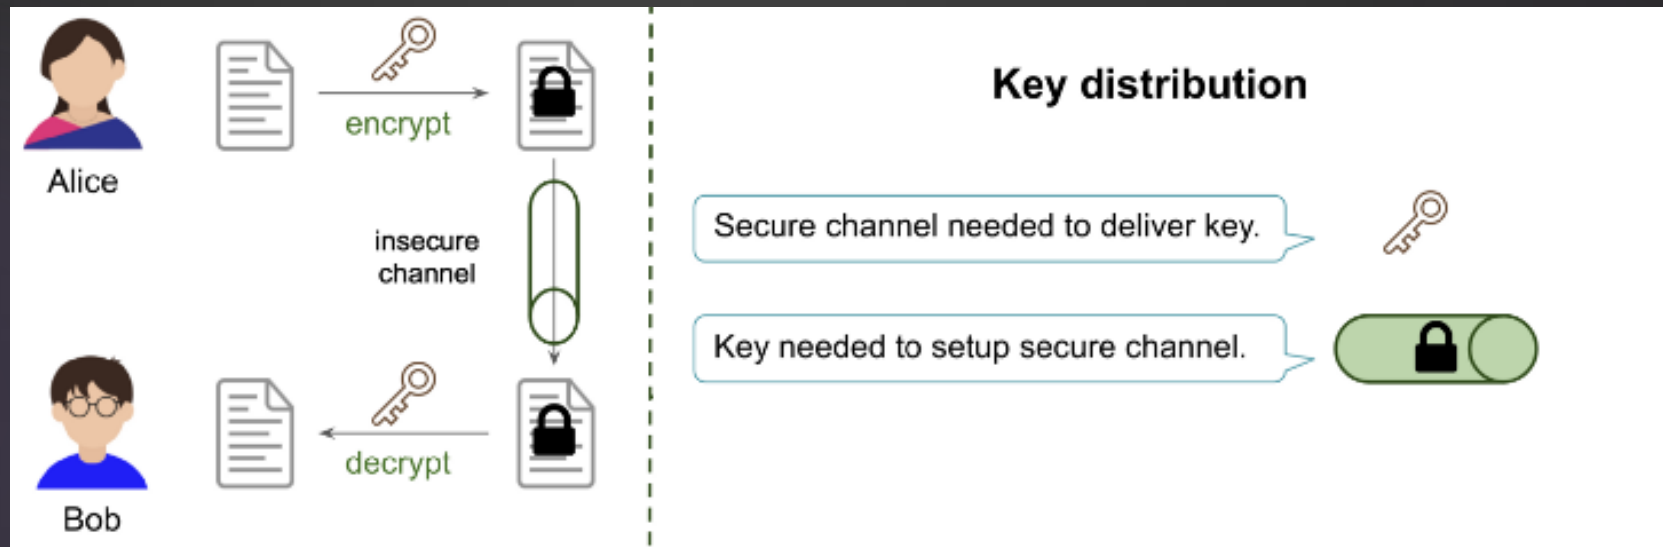 Alice
encrypt
insecure
channel
decrypt
Bob
Key distribution
Secure channel needed to deliver key.
Key needed to setup secure channel.